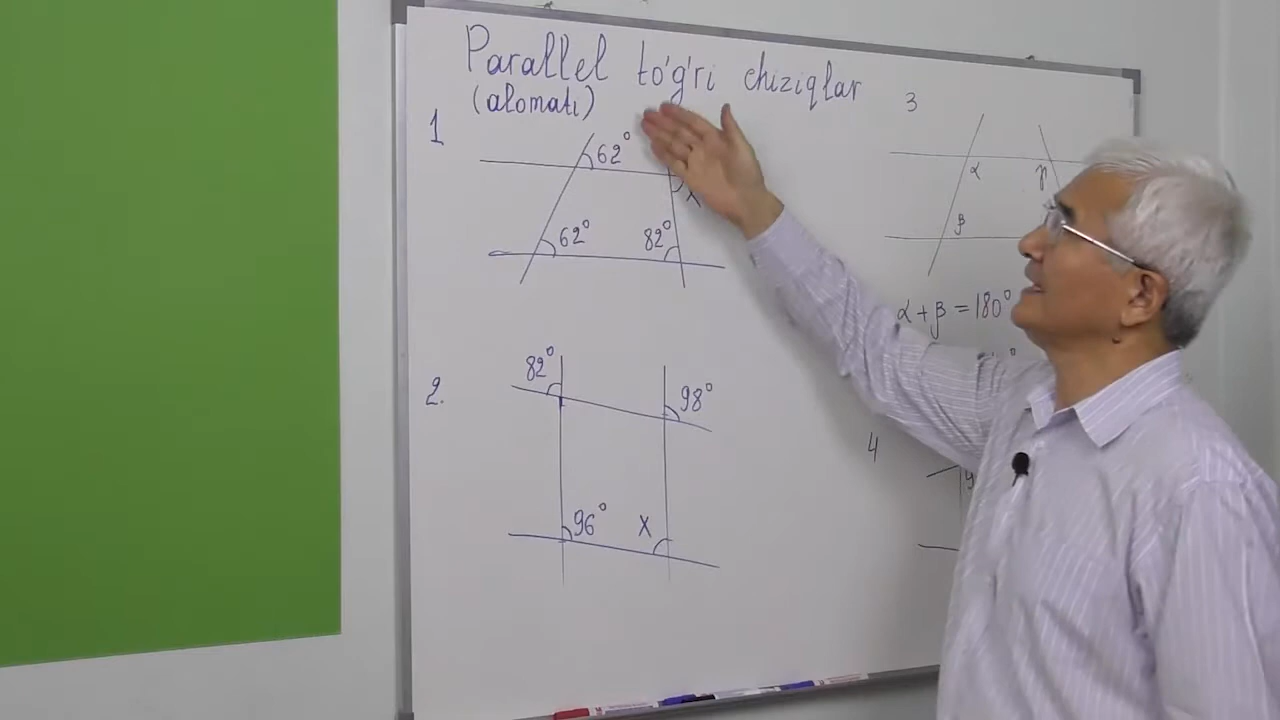 Parallel to'g'ri chiziqlar
(alomati)
1
62°
x
62°
82°
2.
82°
98°
96°
x
3
α
γ
β
α + β = 180°
4